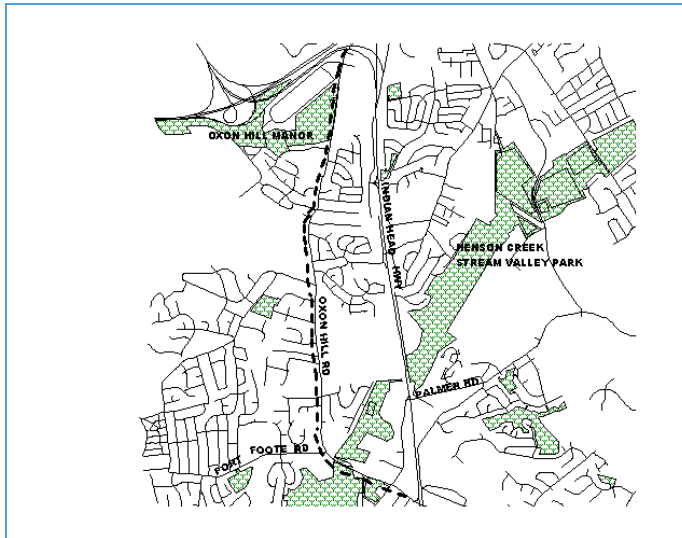 OXON HILL MANOR
INDIAN HEAD HWY
HENSON CREEK
STREAM VALLEY PARK
OXON HILL RD
PALMER RD
FORT FOOTE RD